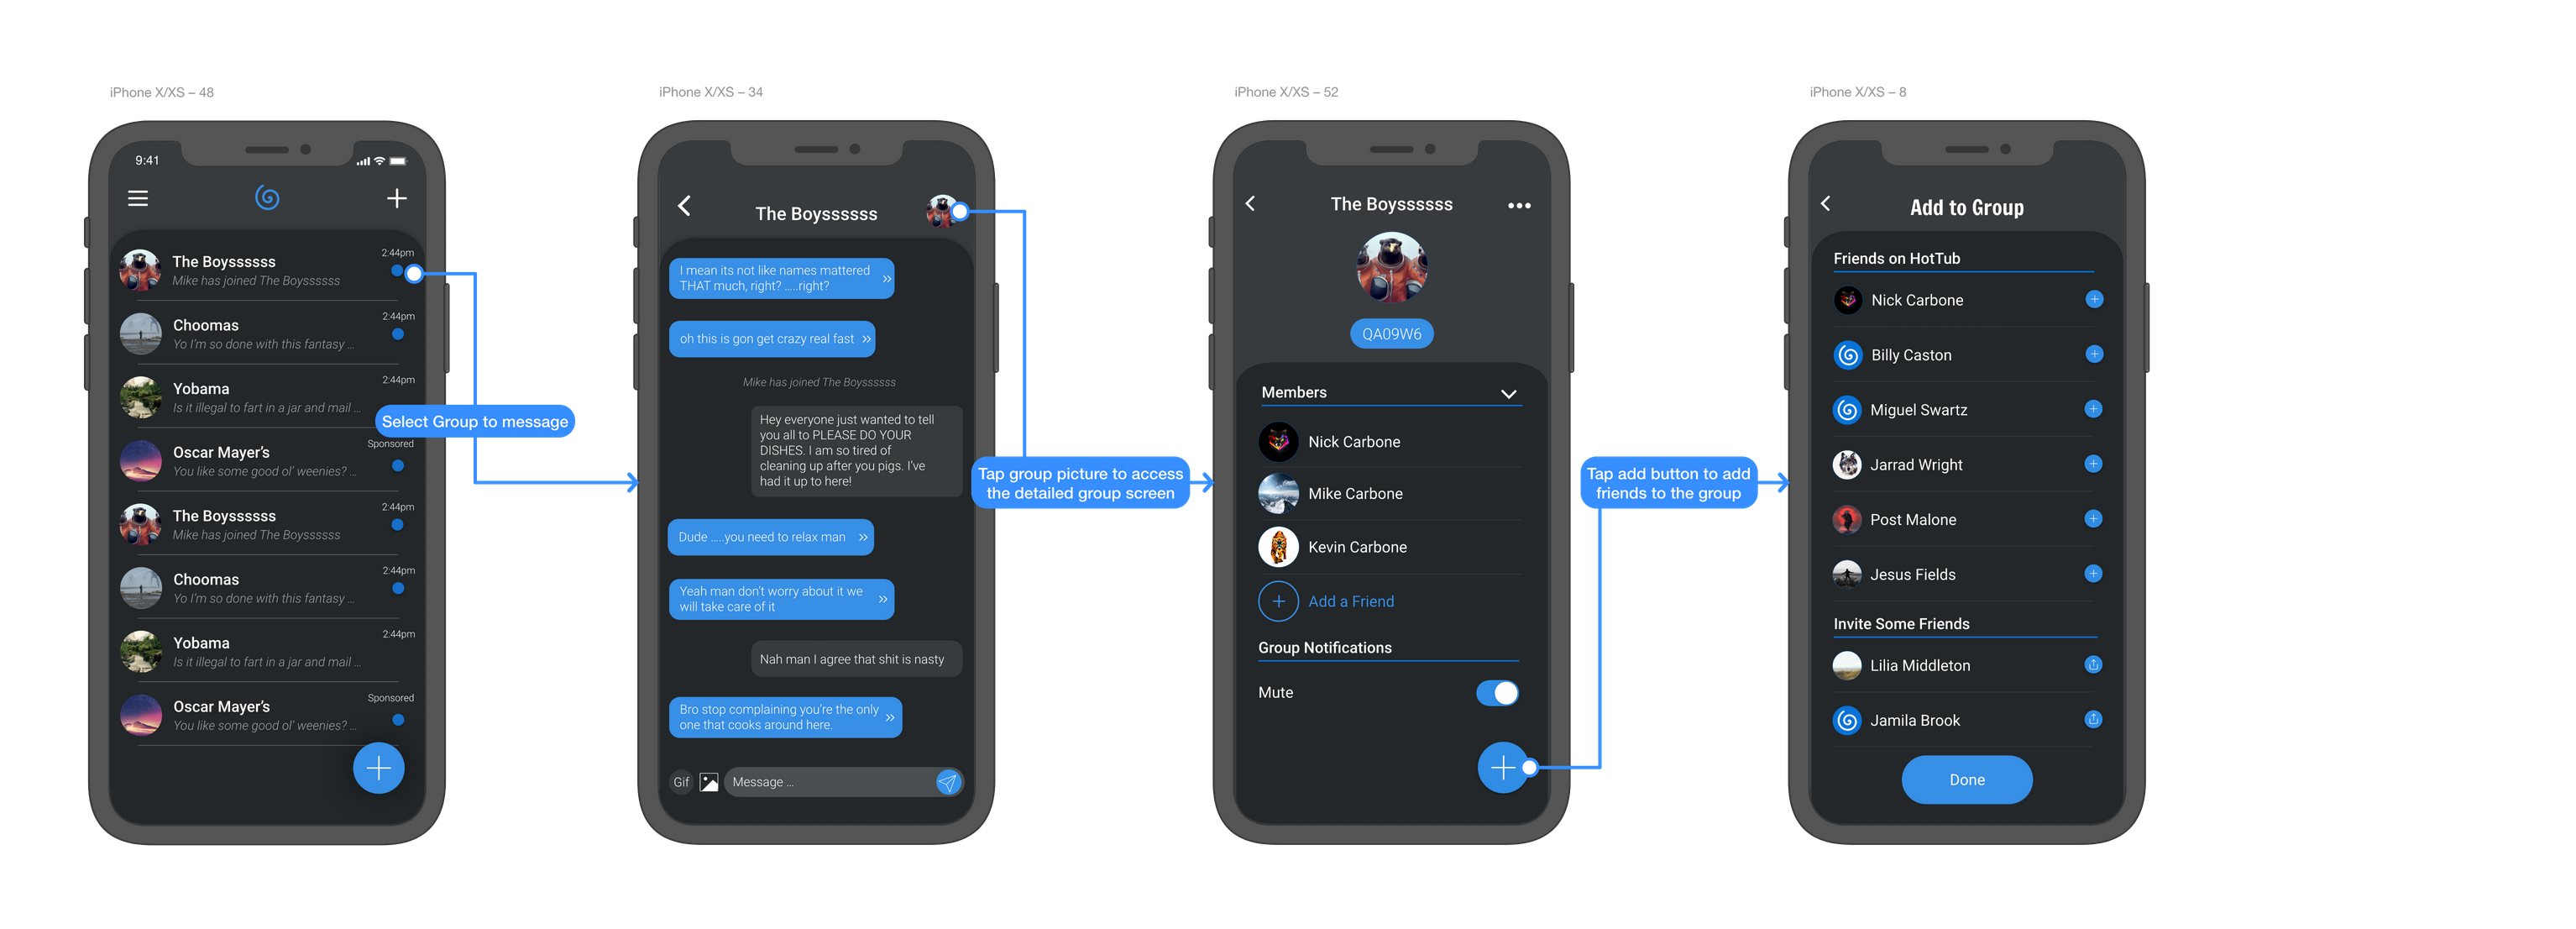 iPhone X/XS – 48
9:41
The Boyssssss
2:44pm
Mike has joined The Boyssssss
Choomas
2:44pm
Yo I'm so done with this fantasy ...
Yobama
2:44pm
Is it illegal to fart in a jar and mail ...
Oscar Mayer's
Sponsored
You like some good ol' weenies? ...
The Boyssssss
2:44pm
Mike has joined The Boyssssss
Choomas
2:44pm
Yo I'm so done with this fantasy ...
Yobama
2:44pm
Is it illegal to fart in a jar and mail ...
Oscar Mayer's
Sponsored
You like some good ol' weenies? ...
Select Group to message
iPhone X/XS – 34
The Boyssssss
I mean its not like names mattered
THAT much, right? .....right?
oh this is gon get crazy real fast
Mike has joined The Boyssssss
Hey everyone just wanted to tell
you all to PLEASE DO YOUR
DISHES. I am so tired of
cleaning up after you pigs. I've
had it up to here!
Dude .....you need to relax man
Yeah man don't worry about it we
will take care of it
Nah man I agree that shit is nasty
Bro stop complaining you're the only
one that cooks around here.
Gif
Message ...
Tap group picture to access
the detailed group screen
iPhone X/XS – 52
The Boyssssss
QA09W6
Members
Nick Carbone
Mike Carbone
Kevin Carbone
Add a Friend
Group Notifications
Mute
Tap add button to add
friends to the group
iPhone X/XS – 8
Add to Group
Friends on HotTub
Nick Carbone
Billy Caston
Miguel Swartz
Jarrad Wright
Post Malone
Jesus Fields
Invite Some Friends
Lilia Middleton
Jamila Brook
Done